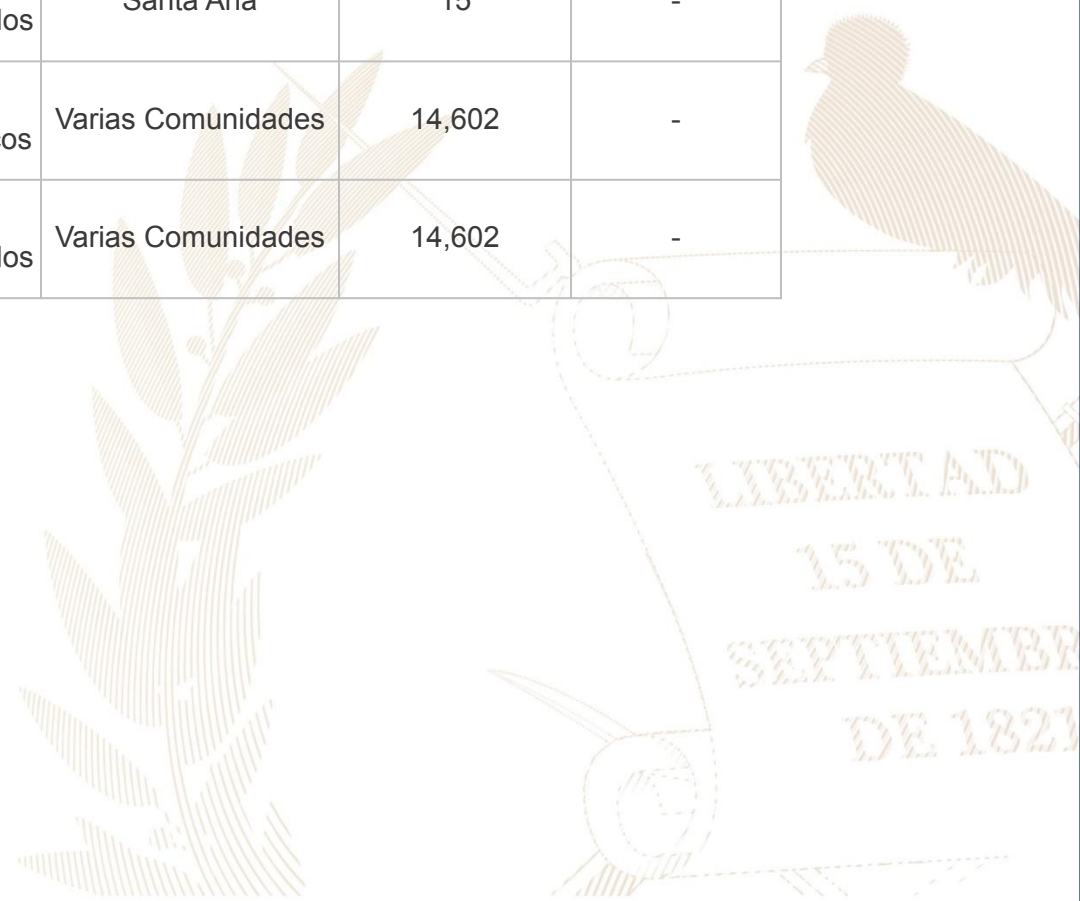 Santa Ana 15 -
Varias Comunidades 14,602 -
Varias Comunidades 14,602 -
LIBERTAD
15 DE
SEPTIEMBRE
DE 1821